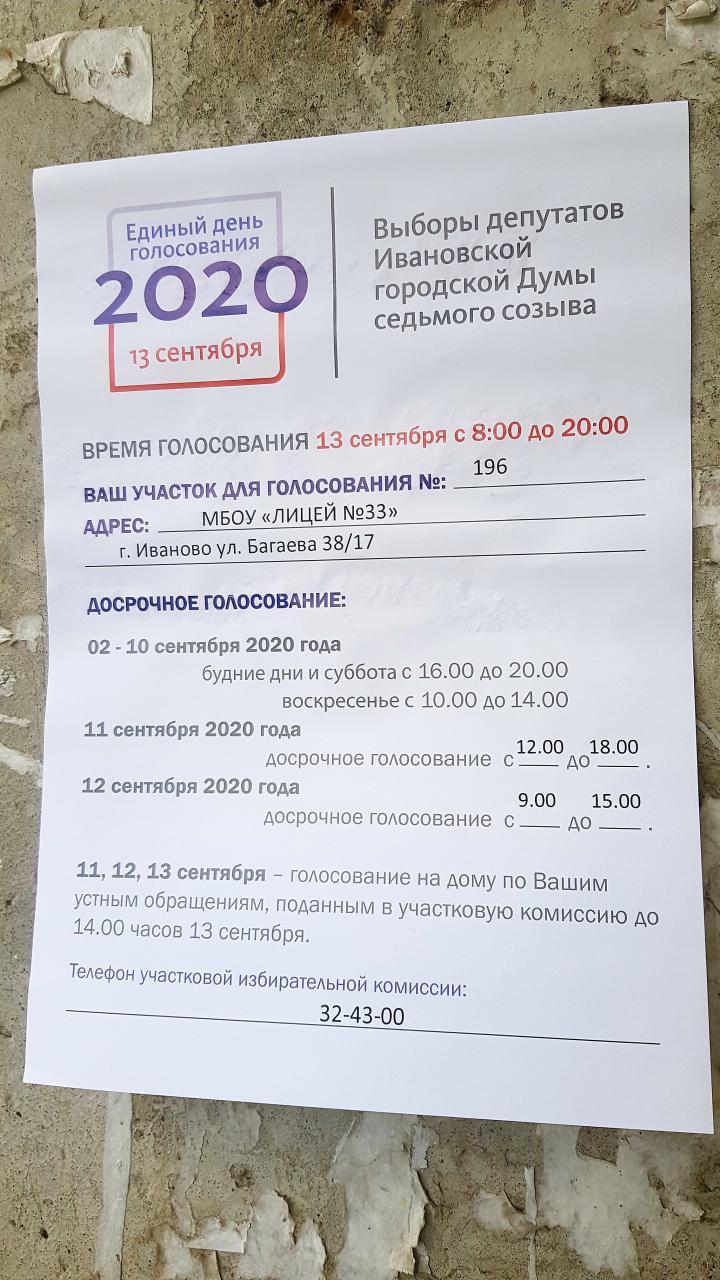 Единый день
голосования
2020
13 сентября
Выборы депутатов
Ивановской
городской Думы
седьмого созыва
ВРЕМЯ ГОЛОСОВАНИЯ 13 сентября с 8:00 до 20:00
ВАШ УЧАСТОК ДЛЯ ГОЛОСОВАНИЯ №: 196
АДРЕС: МБОУ «ЛИЦЕЙ №33»
г. Иваново ул. Багаева 38/17
ДОСРОЧНОЕ ГОЛОСОВАНИЕ:
02 - 10 сентября 2020 года
будние дни и суббота с 16.00 до 20.00
воскресенье с 10.00 до 14.00
11 сентября 2020 года
досрочное голосование с 12.00 до 18.00 .
12 сентября 2020 года
досрочное голосование с 9.00 до 15.00 .
11, 12, 13 сентября – голосование на дому по Вашим
устным обращениям, поданным в участковую комиссию до
14.00 часов 13 сентября.
Телефон участковой избирательной комиссии:
32-43-00